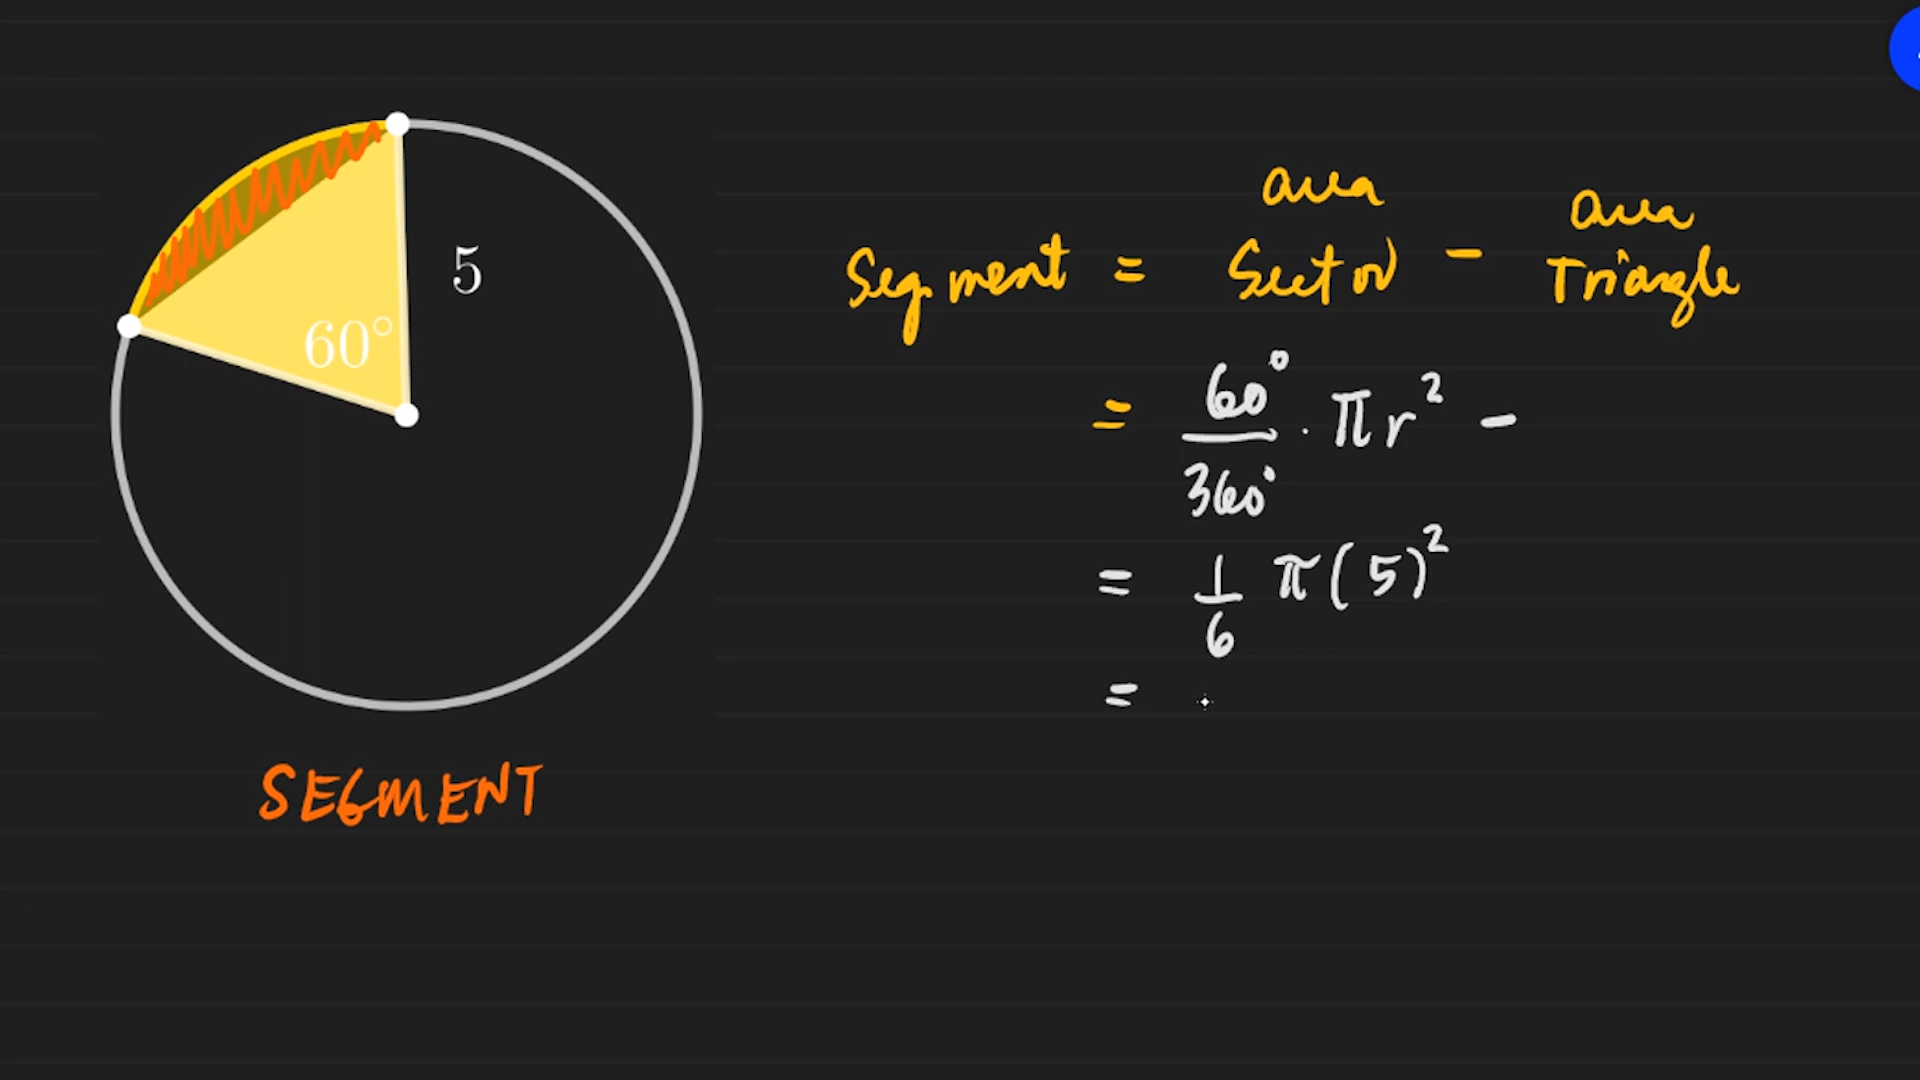 5
60°
SEGMENT
area area
Segment = Sector - Triangle
= 60°/360° · πr² -
= 1/6 π(5)²
=